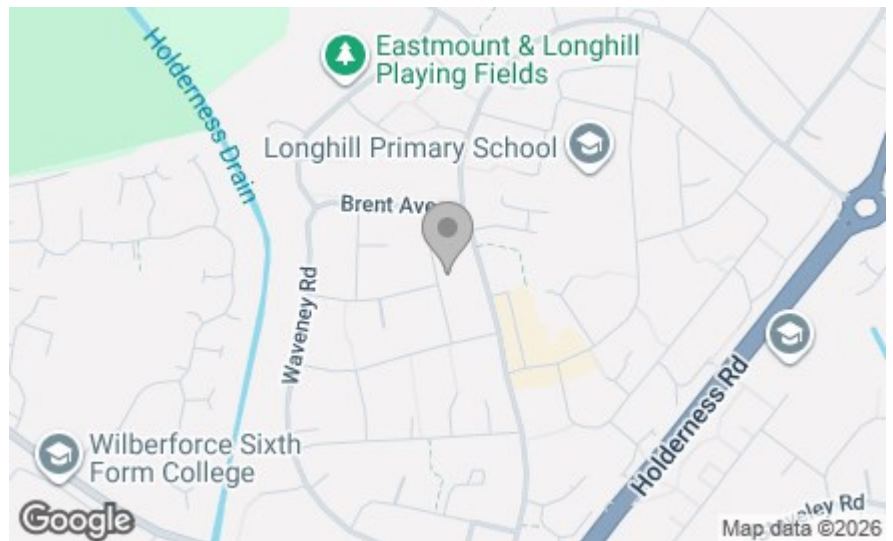 Holderness Drain
Eastmount & Longhill
Playing Fields
Longhill Primary School
Brent Ave
Waveney Rd
Holderness Rd
Wilberforce Sixth
Form College
Google
Map data ©2026